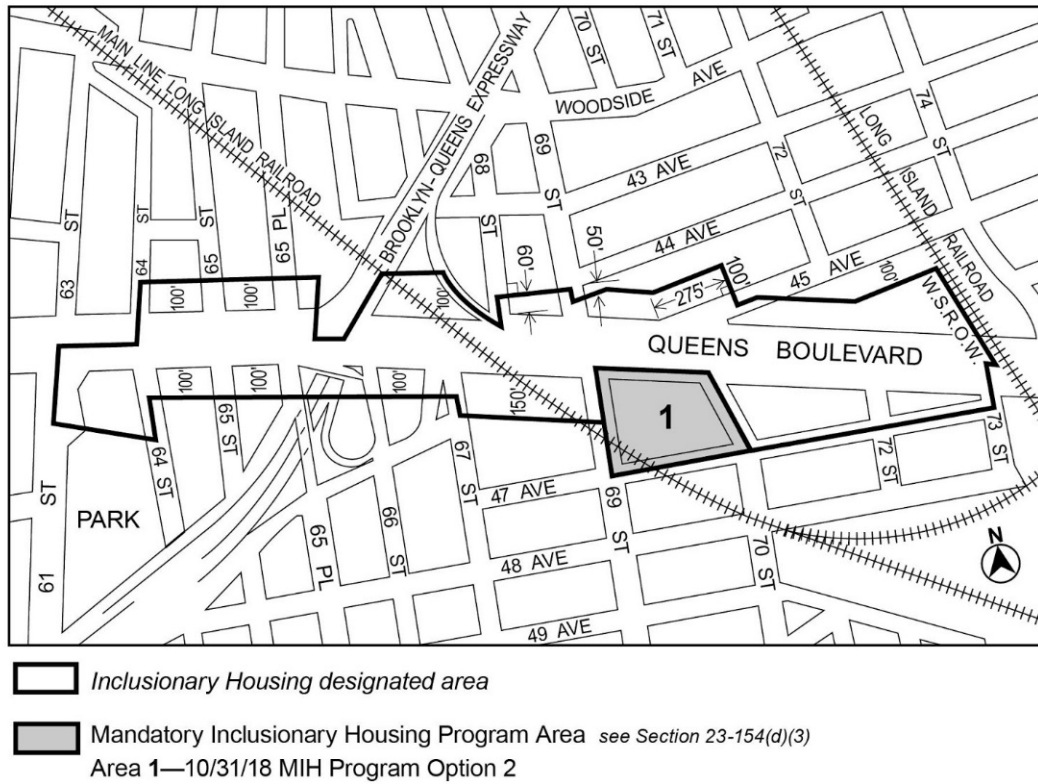 MAIN LINE LONG ISLAND RAILROAD
BROOKLYN-QUEENS EXPRESSWAY
70 ST
71 ST
WOODSIDE AVE
LONG ISLAND RAILROAD
74 ST
63 ST
64 ST
65 ST
65 PL
68 ST
69 ST
43 AVE
72 ST
44 AVE
45 AVE
60'
50'
275'
100'
100'
100'
100'
100'
W.S.R.O.W.
QUEENS BOULEVARD
100'
100'
100'
150'
1
64 ST
65 ST
67 ST
47 AVE
69 ST
72 ST
73 ST
PARK
61 ST
65 PL
66 ST
48 AVE
70 ST
49 AVE
N
Inclusionary Housing designated area
Mandatory Inclusionary Housing Program Area see Section 23-154(d)(3)
Area 1—10/31/18 MIH Program Option 2